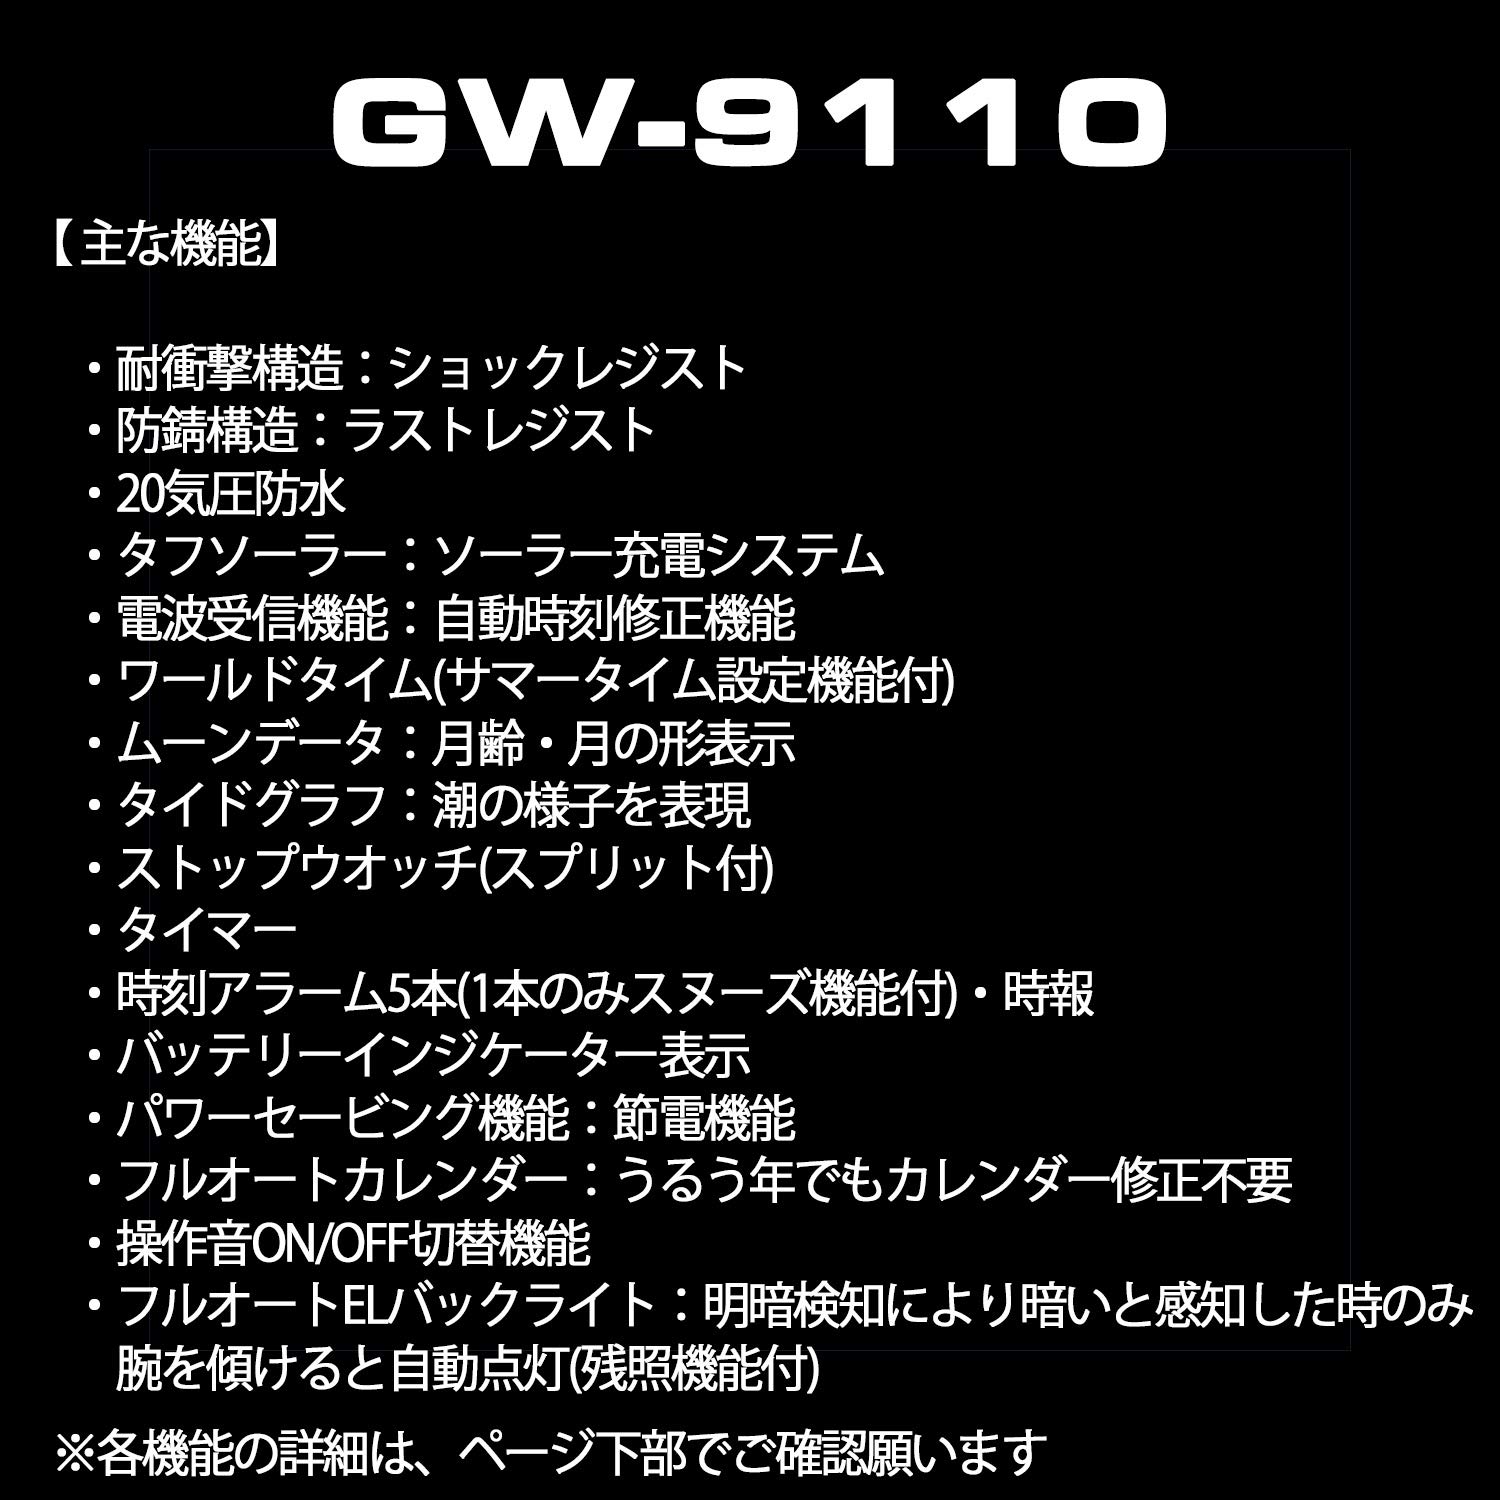 GW-9110
【主な機能】
・耐衝撃構造：ショックレジスト
・防錆構造：ラストレジスト
・20気圧防水
・タフソーラー：ソーラー充電システム
・電波受信機能：自動時刻修正機能
・ワールドタイム(サマータイム設定機能付)
・ムーンデータ：月齢・月の形表示
・タイドグラフ：潮の様子を表現
・ストップウオッチ(スプリット付)
・タイマー
・時刻アラーム5本(1本のみスヌーズ機能付)・時報
・バッテリーインジケーター表示
・パワーセービング機能：節電機能
・フルオートカレンダー：うるう年でもカレンダー修正不要
・操作音ON/OFF切替機能
・フルオートELバックライト：明暗検知により暗いと感知した時のみ
腕を傾けると自動点灯(残照機能付)
※各機能の詳細は、ページ下部でご確認願います